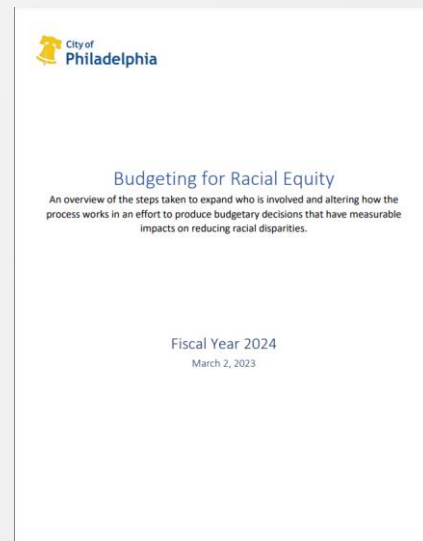 City of
Philadelphia
Budgeting for Racial Equity
An overview of the steps taken to expand who is involved and altering how the
process works in an effort to produce budgetary decisions that have measurable
impacts on reducing racial disparities.
Fiscal Year 2024
March 2, 2023